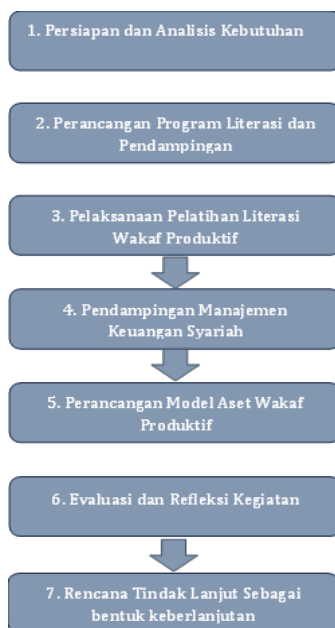 1. Persiapan dan Analisis Kebutuhan
2. Perancangan Program Literasi dan
Pendampingan
3. Pelaksanaan Pelatihan Literasi
Wakaf Produktif
4. Pendampingan Manajemen
Keuangan Syariah
5. Perancangan Model Aset Wakaf
Produktif
6. Evaluasi dan Refleksi Kegiatan
7. Rencana Tindak Lanjut Sebagai
bentuk keberlanjutan